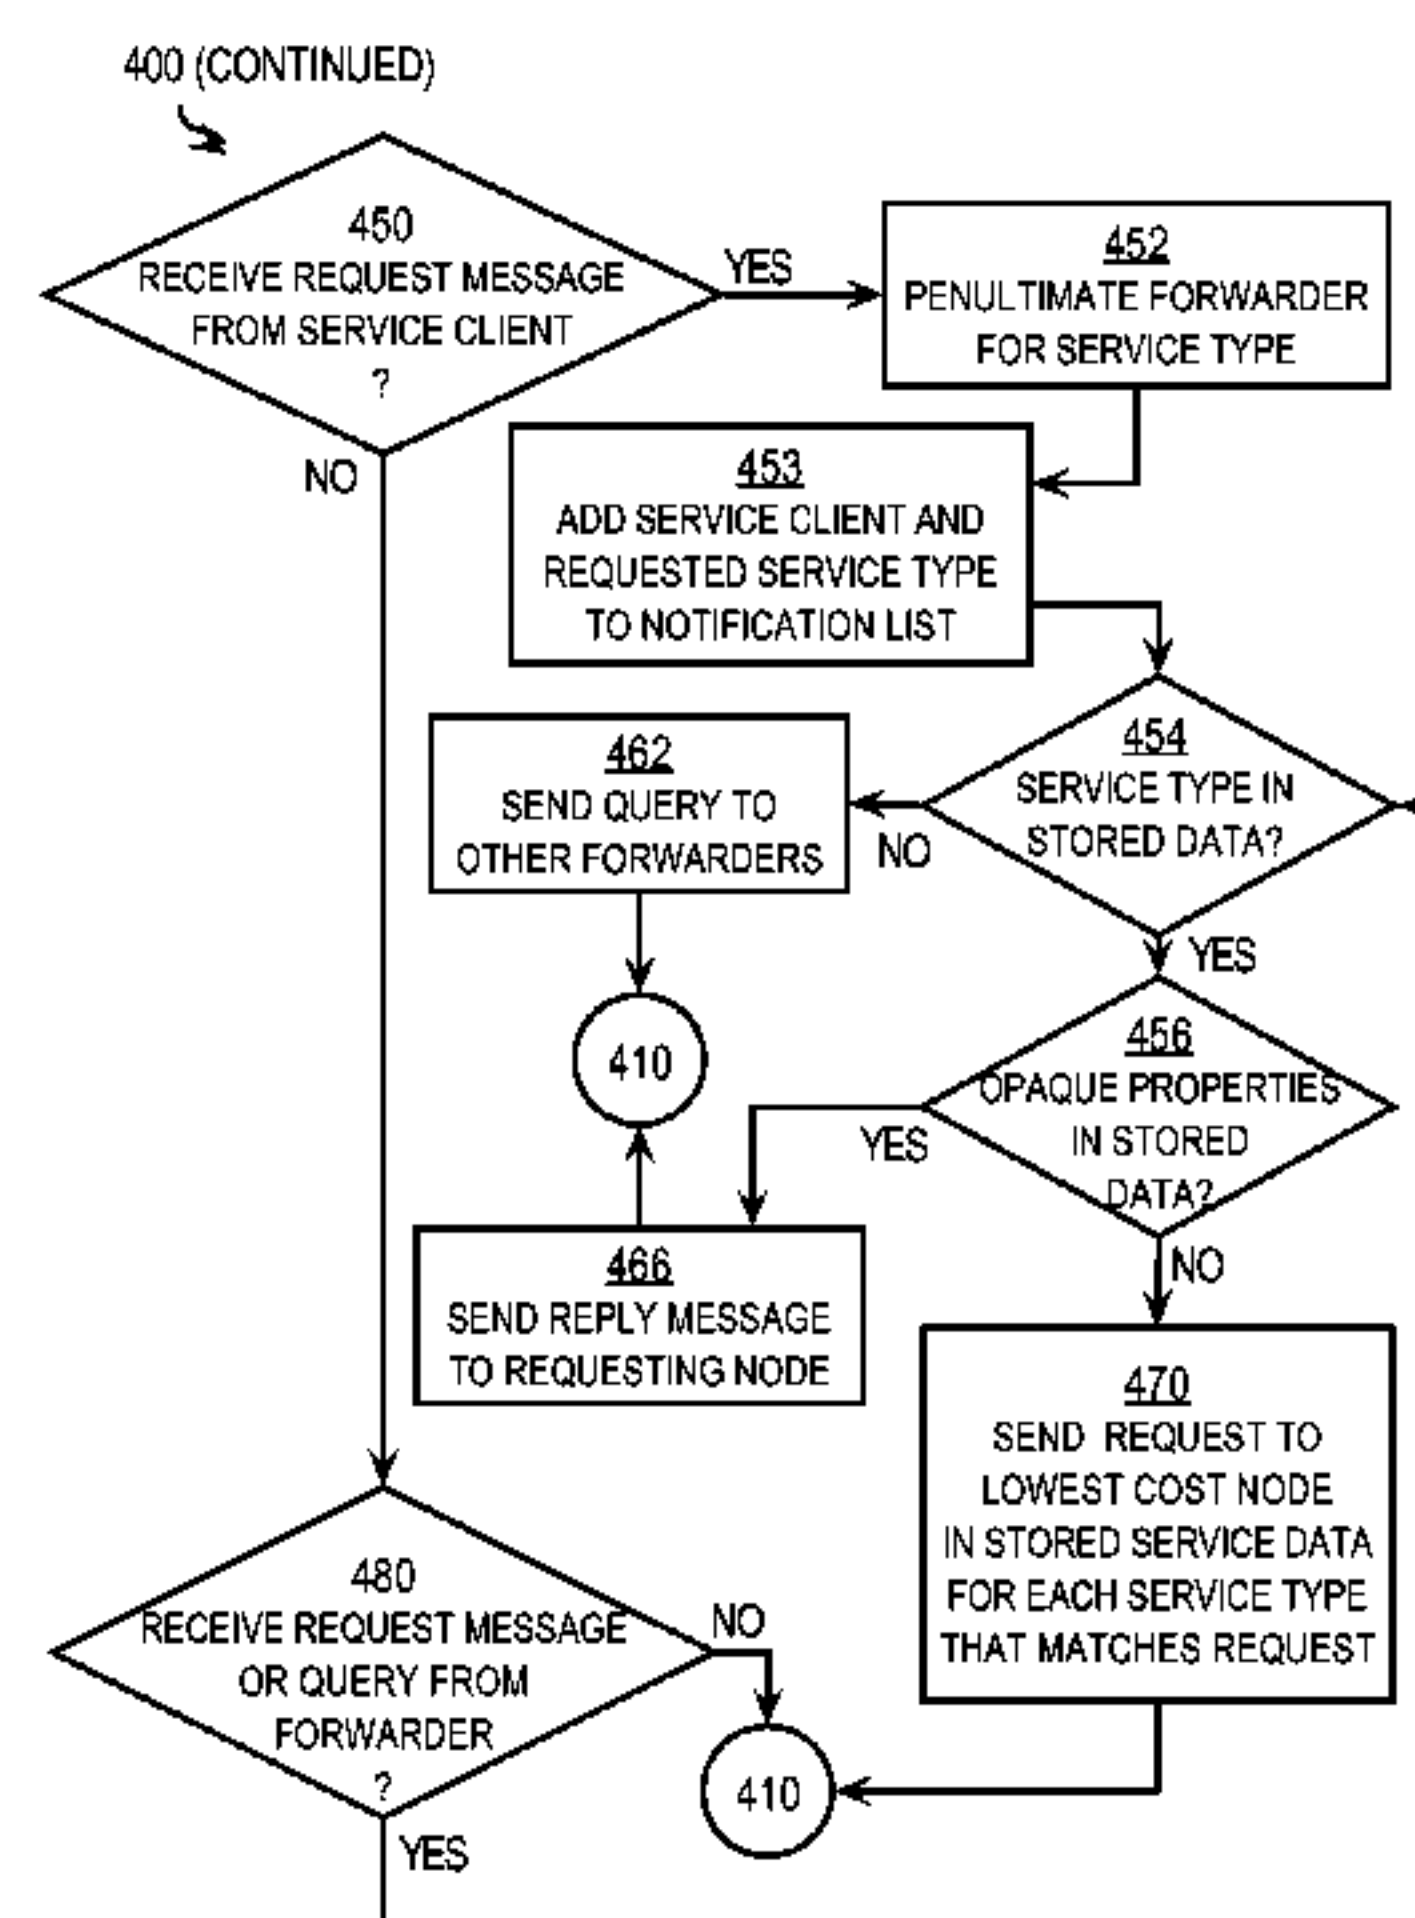 400 (CONTINUED)
450
RECEIVE REQUEST MESSAGE
FROM SERVICE CLIENT
?
YES
NO
452
PENULTIMATE FORWARDER
FOR SERVICE TYPE
453
ADD SERVICE CLIENT AND
REQUESTED SERVICE TYPE
TO NOTIFICATION LIST
454
SERVICE TYPE IN
STORED DATA?
NO
YES
462
SEND QUERY TO
OTHER FORWARDERS
410
456
OPAQUE PROPERTIES
IN STORED
DATA?
YES
NO
466
SEND REPLY MESSAGE
TO REQUESTING NODE
470
SEND REQUEST TO
LOWEST COST NODE
IN STORED SERVICE DATA
FOR EACH SERVICE TYPE
THAT MATCHES REQUEST
480
RECEIVE REQUEST MESSAGE
OR QUERY FROM
FORWARDER
?
NO
410
YES